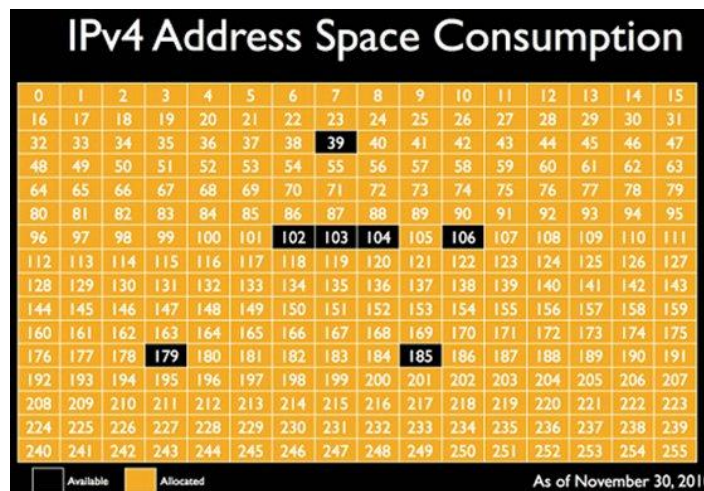 IPv4 Address Space Consumption
0 1 2 3 4 5 6 7 8 9 10 11 12 13 14 15
16 17 18 19 20 21 22 23 24 25 26 27 28 29 30 31
32 33 34 35 36 37 38 39 40 41 42 43 44 45 46 47
48 49 50 51 52 53 54 55 56 57 58 59 60 61 62 63
64 65 66 67 68 69 70 71 72 73 74 75 76 77 78 79
80 81 82 83 84 85 86 87 88 89 90 91 92 93 94 95
96 97 98 99 100 101 102 103 104 105 106 107 108 109 110 111
112 113 114 115 116 117 118 119 120 121 122 123 124 125 126 127
128 129 130 131 132 133 134 135 136 137 138 139 140 141 142 143
144 145 146 147 148 149 150 151 152 153 154 155 156 157 158 159
160 161 162 163 164 165 166 167 168 169 170 171 172 173 174 175
176 177 178 179 180 181 182 183 184 185 186 187 188 189 190 191
192 193 194 195 196 197 198 199 200 201 202 203 204 205 206 207
208 209 210 211 212 213 214 215 216 217 218 219 220 221 222 223
224 225 226 227 228 229 230 231 232 233 234 235 236 237 238 239
240 241 242 243 244 245 246 247 248 249 250 251 252 253 254 255
Available Allocated As of November 30,